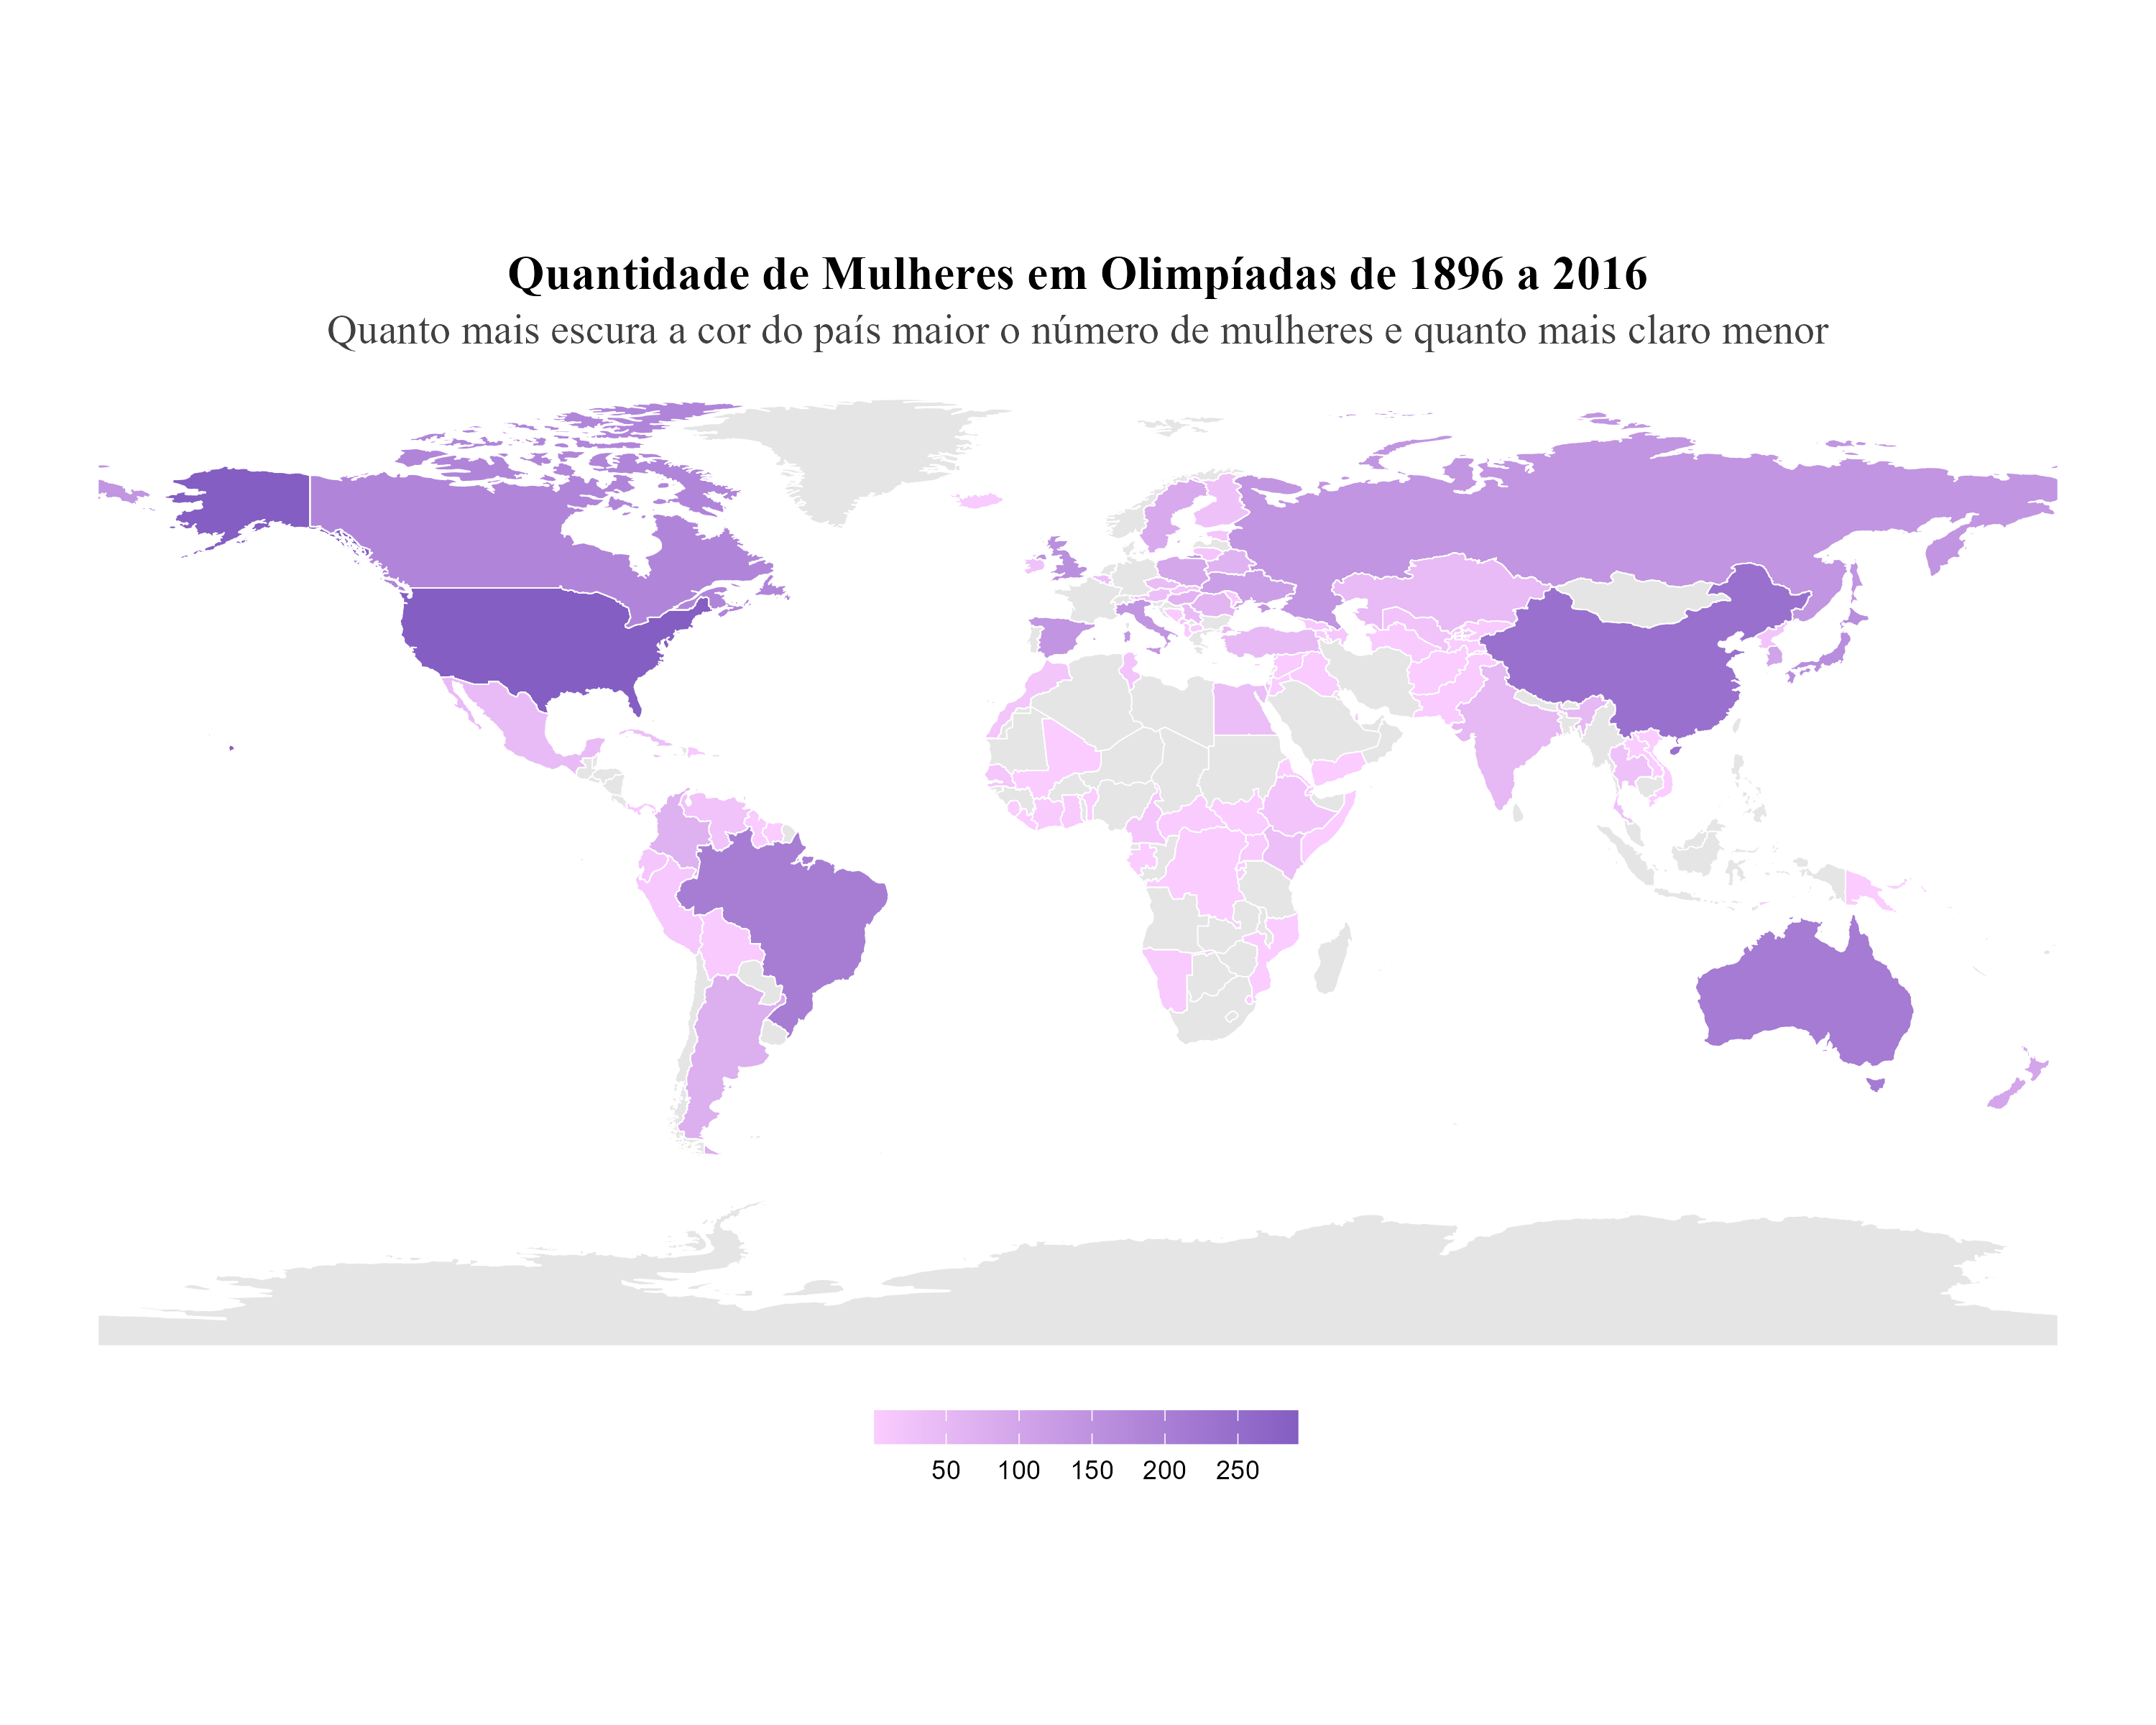 Quantidade de Mulheres em Olimpíadas de 1896 a 2016
Quanto mais escura a cor do país maior o número de mulheres e quanto mais claro menor
50 100 150 200 250